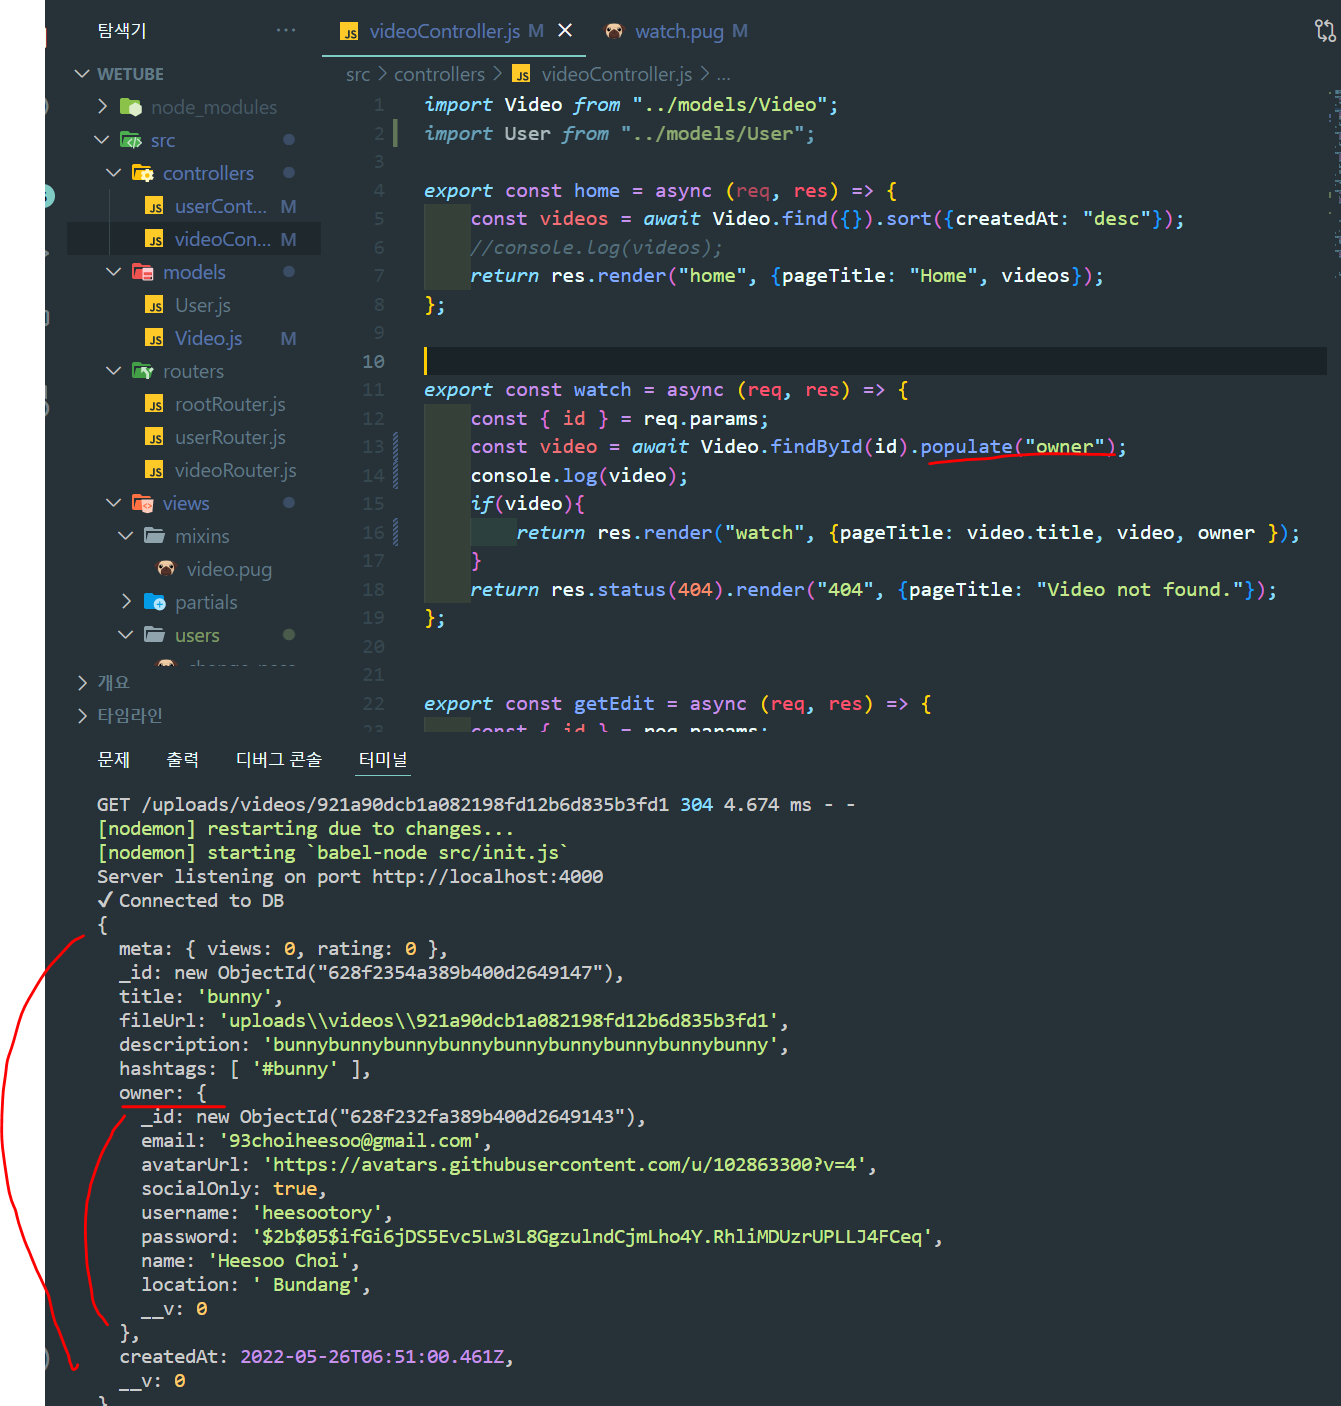 탐색기 ···
WETUBE
node_modules
src
controllers
userCont... M
videoCon... M
models
User.js
Video.js M
routers
rootRouter.js
userRouter.js
videoRouter.js
views
mixins
video.pug
partials
users
개요
타임라인
JS videoController.js M × watch.pug M
src > controllers > JS videoController.js > ...
1 import Video from "../models/Video";
2 import User from "../models/User";
3
4 export const home = async (req, res) => {
5 const videos = await Video.find({}).sort({createdAt: "desc"});
6 //console.log(videos);
7 return res.render("home", {pageTitle: "Home", videos});
8 };
9
10
11 export const watch = async (req, res) => {
12 const { id } = req.params;
13 const video = await Video.findById(id).populate("owner");
14 console.log(video);
15 if(video){
16 return res.render("watch", {pageTitle: video.title, video, owner });
17 }
18 return res.status(404).render("404", {pageTitle: "Video not found."});
19 };
20
21
22 export const getEdit = async (req, res) => {
23 const { id } = req.params;
문제 출력 디버그 콘솔 터미널
GET /uploads/videos/921a90dcb1a082198fd12b6d835b3fd1 304 4.674 ms - -
[nodemon] restarting due to changes...
[nodemon] starting `babel-node src/init.js`
Server listening on port http://localhost:4000
✓ Connected to DB
{
meta: { views: 0, rating: 0 },
_id: new ObjectId("628f2354a389b400d2649147"),
title: 'bunny',
fileUrl: 'uploads\\videos\\921a90dcb1a082198fd12b6d835b3fd1',
description: 'bunnybunnybunnybunnybunnybunnybunnybunnybunny',
hashtags: [ '#bunny' ],
owner: {
_id: new ObjectId("628f232fa389b400d2649143"),
email: '93choiheesoo@gmail.com',
avatarUrl: 'https://avatars.githubusercontent.com/u/102863300?v=4',
socialOnly: true,
username: 'heesootory',
password: '$2b$05$ifGi6jDS5Evc5Lw3L8GgzulndCjmLho4Y.RhliMDUzrUPLLJ4FCeq',
name: 'Heesoo Choi',
location: ' Bundang',
__v: 0
},
createdAt: 2022-05-26T06:51:00.461Z,
__v: 0
}